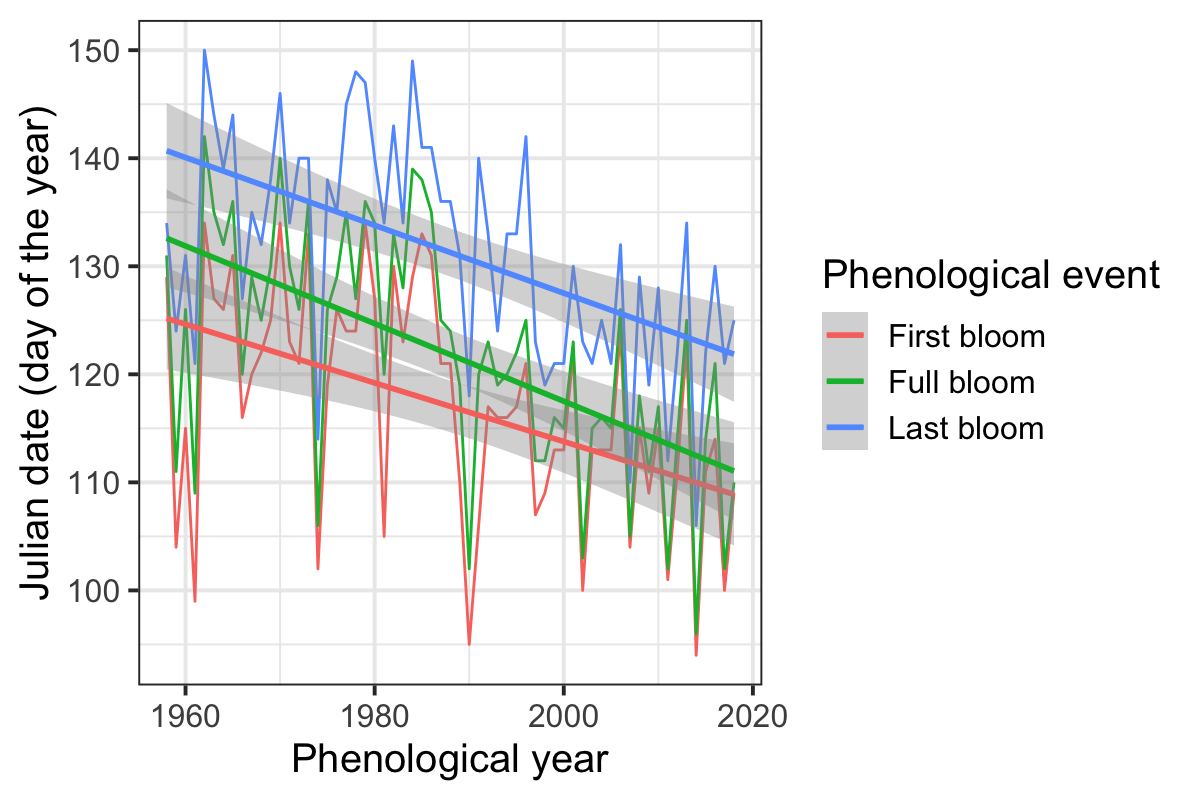 Julian date (day of the year)
150
140
130
120
110
100
1960
1980
2000
2020
Phenological year
Phenological event
First bloom
Full bloom
Last bloom